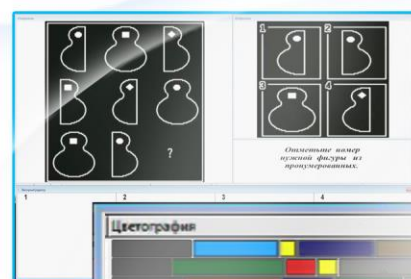 1 2
3 4
?
Отметьте номер
нужной фигуры из
пронумерованных.
1 2 3 4
Цветография